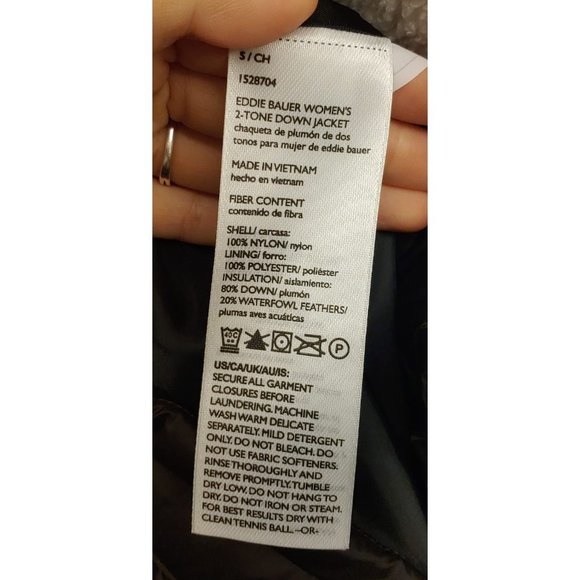 S / CH
1528704
EDDIE BAUER WOMEN'S
2-TONE DOWN JACKET
chaqueta de plumón de dos
tonos para mujer de eddie bauer
MADE IN VIETNAM
hecho en vietnam
FIBER CONTENT
contenido de fibra
SHELL/ carcasa:
100% NYLON/ nylon
LINING/ forro:
100% POLYESTER/ poliéster
INSULATION/ aislamiento:
80% DOWN/ plumón
20% WATERFOWL FEATHERS/
plumas aves acuáticas
40C P
US/CA/UK/AU/IS:
SECURE ALL GARMENT
CLOSURES BEFORE
LAUNDERING. MACHINE
WASH WARM DELICATE
SEPARATELY. MILD DETERGENT
ONLY. DO NOT BLEACH. DO
NOT USE FABRIC SOFTENERS.
RINSE THOROUGHLY AND
REMOVE PROMPTLY. TUMBLE
DRY LOW. DO NOT HANG TO
DRY. DO NOT IRON OR STEAM.
FOR BEST RESULTS DRY WITH
CLEAN TENNIS BALL. –OR-